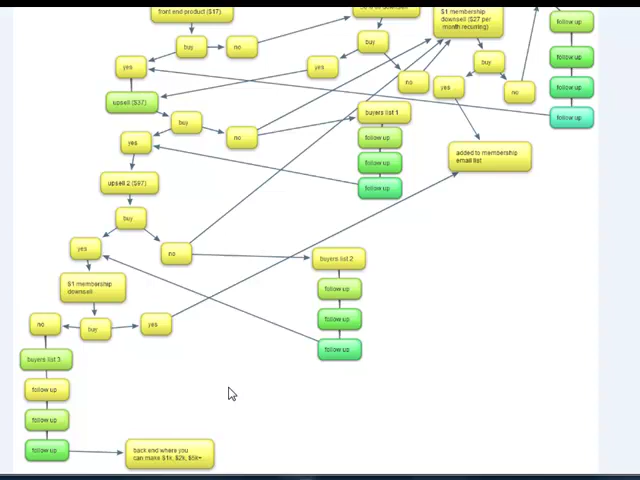 front end product ($17)
buy
no
yes
upsell ($37)
buy
yes
no
upsell 2 ($97)
buy
yes
no
$1 membership
downsell
no
buy
yes
buyers list 3
follow up
follow up
follow up
back end where you
can make $1k, $2k, $5k+
buy
yes
no
buyers list 1
follow up
follow up
follow up
buyers list 2
follow up
follow up
follow up
$1 membership
downsell ($27 per
month recurring)
buy
yes
no
added to membership
email list
follow up
follow up
follow up
follow up